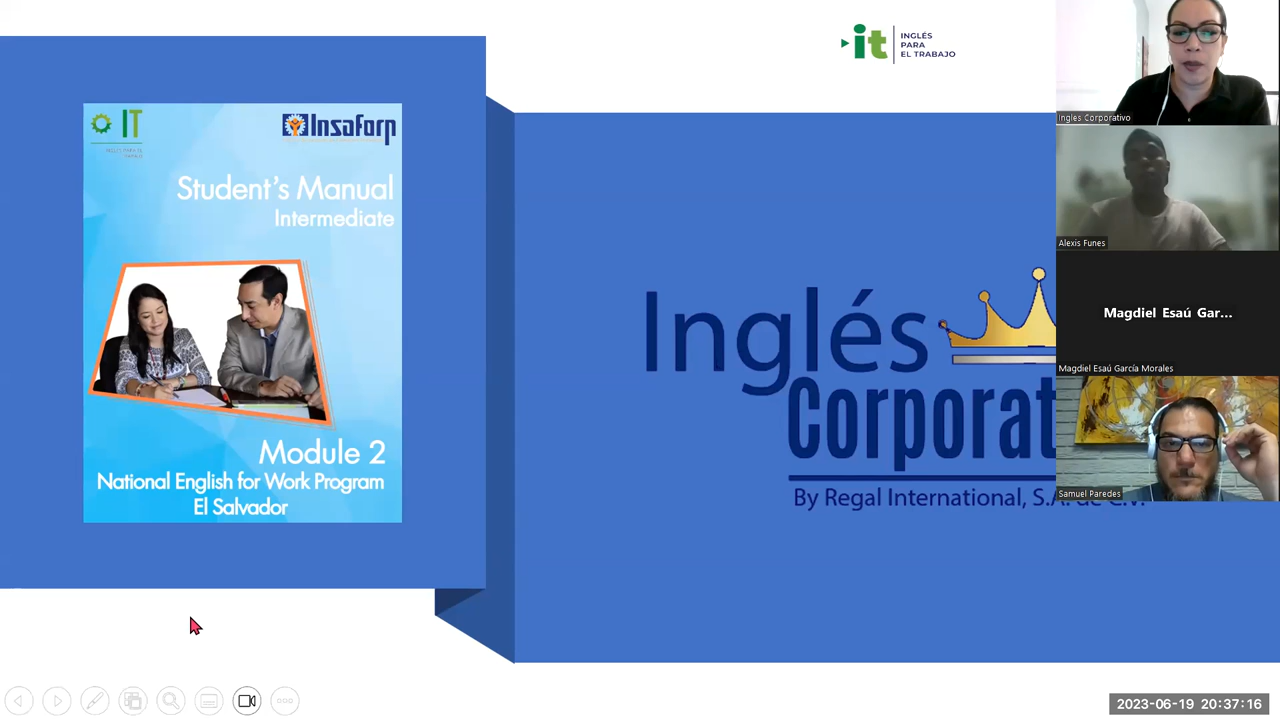 it
INGLÉS
PARA
EL TRABAJO
IT
Insaforp
Student's Manual
Intermediate
Module 2
National English for Work Program
El Salvador
Inglés
Corporat
By Regal International, S.A. de C.V.
Ingles Corporativo
Alexis Funes
Magdiel Esaú Gar...
Magdiel Esaú García Morales
Samuel Paredes
2023-06-19 20:37:16